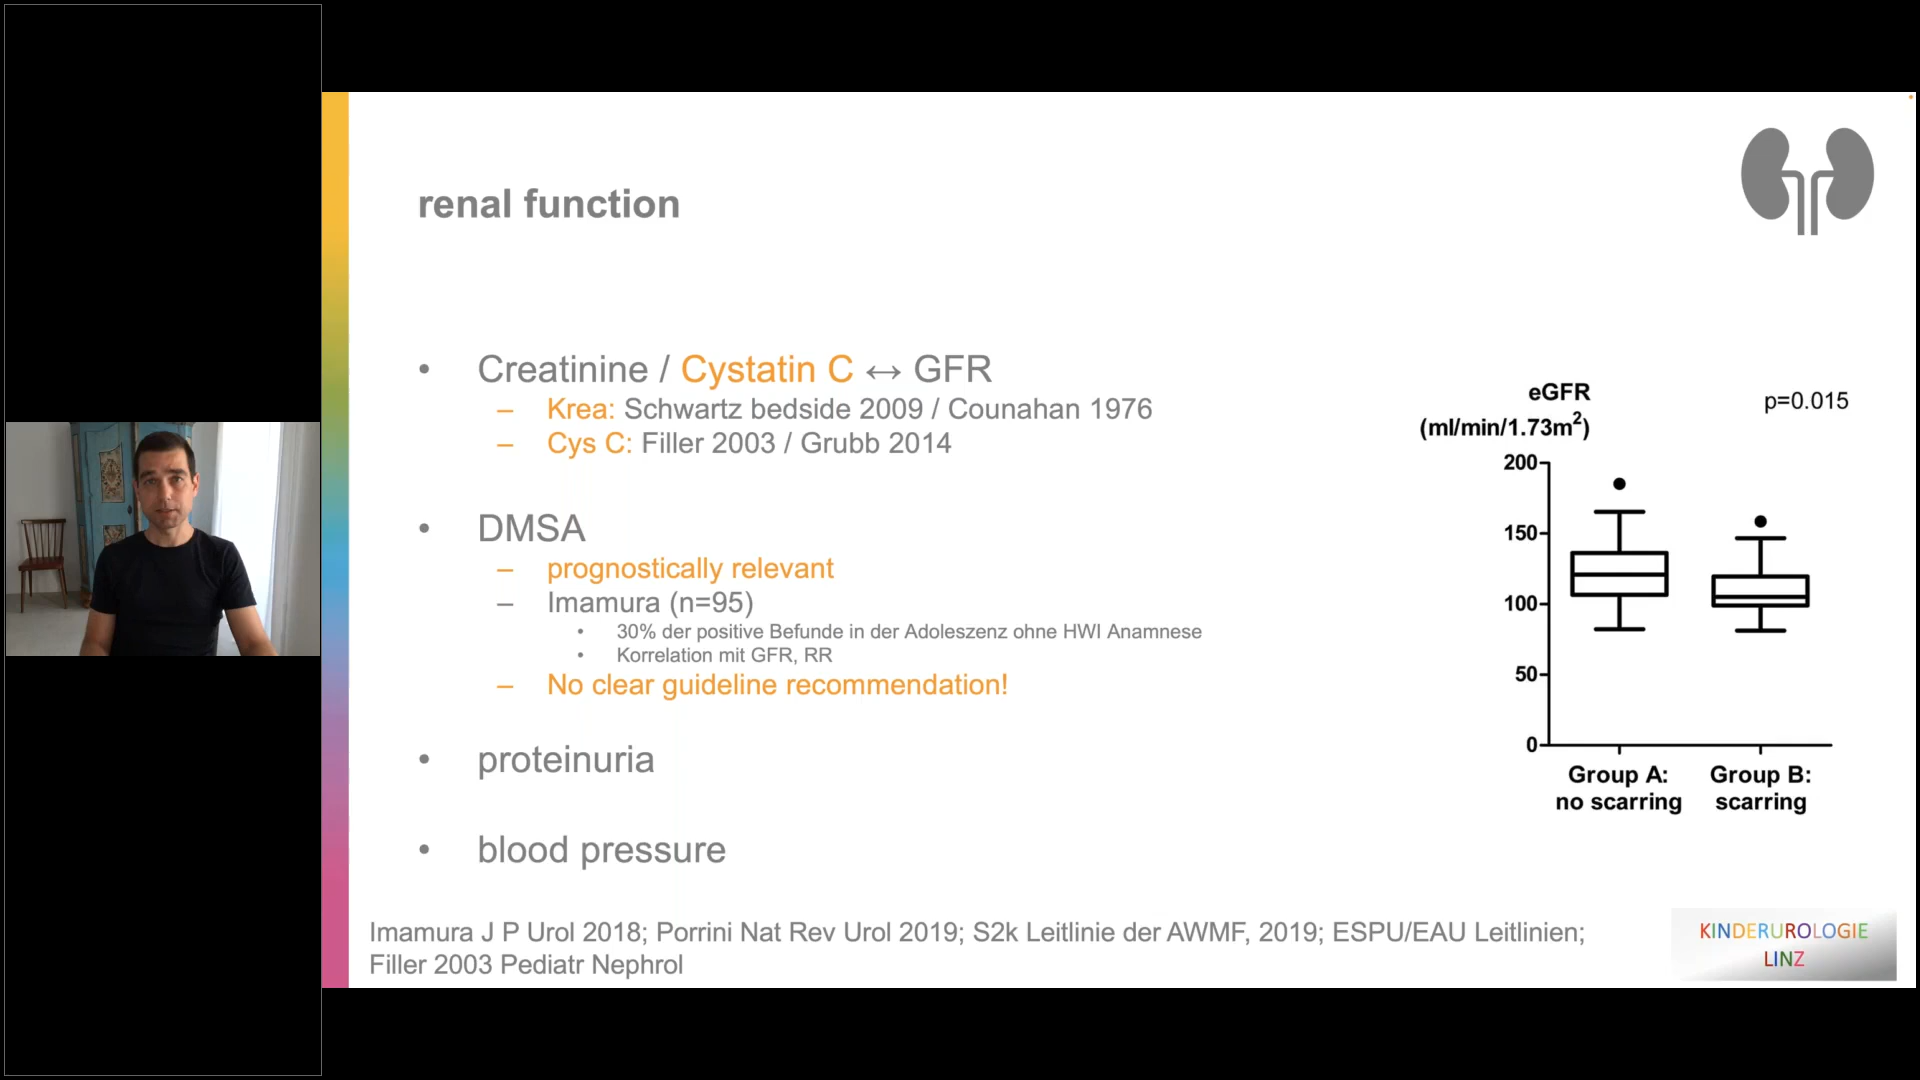 renal function
• Creatinine / Cystatin C ↔ GFR
– Krea: Schwartz bedside 2009 / Counahan 1976
– Cys C: Filler 2003 / Grubb 2014
• DMSA
– prognostically relevant
– Imamura (n=95)
• 30% der positive Befunde in der Adoleszenz ohne HWI Anamnese
• Korrelation mit GFR, RR
– No clear guideline recommendation!
• proteinuria
• blood pressure
eGFR
(ml/min/1.73m²)
p=0.015
200
150
100
50
0
Group A:
no scarring
Group B:
scarring
Imamura J P Urol 2018; Porrini Nat Rev Urol 2019; S2k Leitlinie der AWMF, 2019; ESPU/EAU Leitlinien;
Filler 2003 Pediatr Nephrol
KINDERUROLOGIE
LINZ